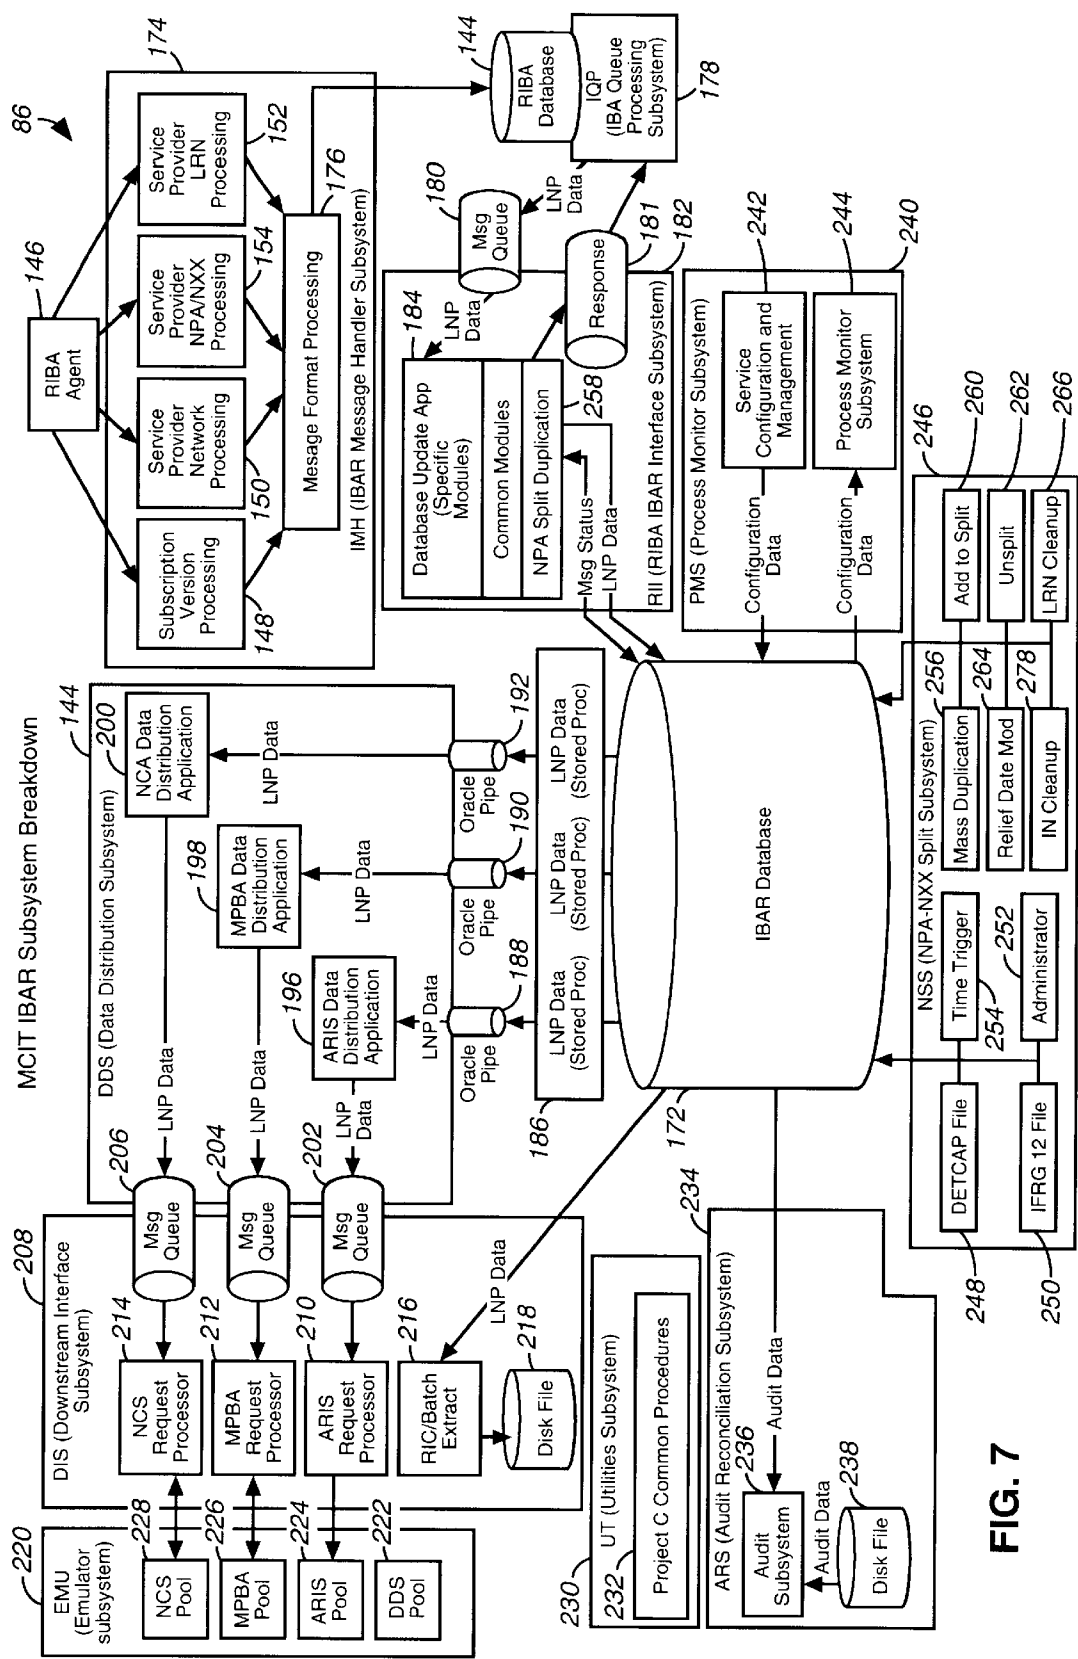 MCIT IBAR Subsystem Breakdown
86
220
EMU
(Emulator
subsystem)
NCS
Pool
228
MPBA
Pool
226
ARIS
Pool
224
DDS
Pool
222
208
DIS (Downstream Interface
Subsystem)
214
NCS
Request
Processor
212
MPBA
Request
Processor
210
ARIS
Request
Processor
216
RIC/Batch
Extract
218
Disk File
LNP Data
206
Msg
Queue
204
Msg
Queue
202
Msg
Queue
144
DDS (Data Distribution Subsystem)
LNP Data
LNP Data
LNP
Data
200
NCA Data
Distribution
Application
198
MPBA Data
Distribution
Application
196
ARIS Data
Distribution
Application
LNP Data
LNP Data
LNP Data
Oracle
Pipe
188
Oracle
Pipe
190
Oracle
Pipe
192
186
LNP Data
(Stored Proc)
LNP Data
(Stored Proc)
LNP Data
(Stored Proc)
172
IBAR Database
146
RIBA
Agent
174
Subscription
Version
Processing
148
Service
Provider
Network
Processing
150
Service
Provider
NPA/NXX
Processing
154
Service
Provider
LRN
Processing
152
Message Format Processing
176
IMH (IBAR Message Handler Subsystem)
144
RIBA
Database
IQP
(IBA Queue
Processing
Subsystem)
178
180
Msg
Queue
LNP
Data
LNP
Data
Response
181
182
184
Database Update App
(Specific
Modules)
Common Modules
NPA Split Duplication
258
Msg Status
LNP Data
RII (RIBA IBAR Interface Subsystem)
PMS (Process Monitor Subsystem)
Service
Configuration and
Management
242
Process Monitor
Subsystem
244
240
Configuration
Data
Configuration
Data
230
UT (Utilities Subsystem)
232
Project C Common Procedures
234
ARS (Audit Reconciliation Subsystem)
236
Audit
Subsystem
Audit Data
Audit Data
238
Disk File
246
NSS (NPA-NXX Split Subsystem)
DETCAP File
248
IFRG 12 File
250
Time Trigger
254
Administrator
252
Mass Duplication
256
Relief Date Mod
264
IN Cleanup
278
Add to Split
260
Unsplit
262
LRN Cleanup
266
FIG. 7